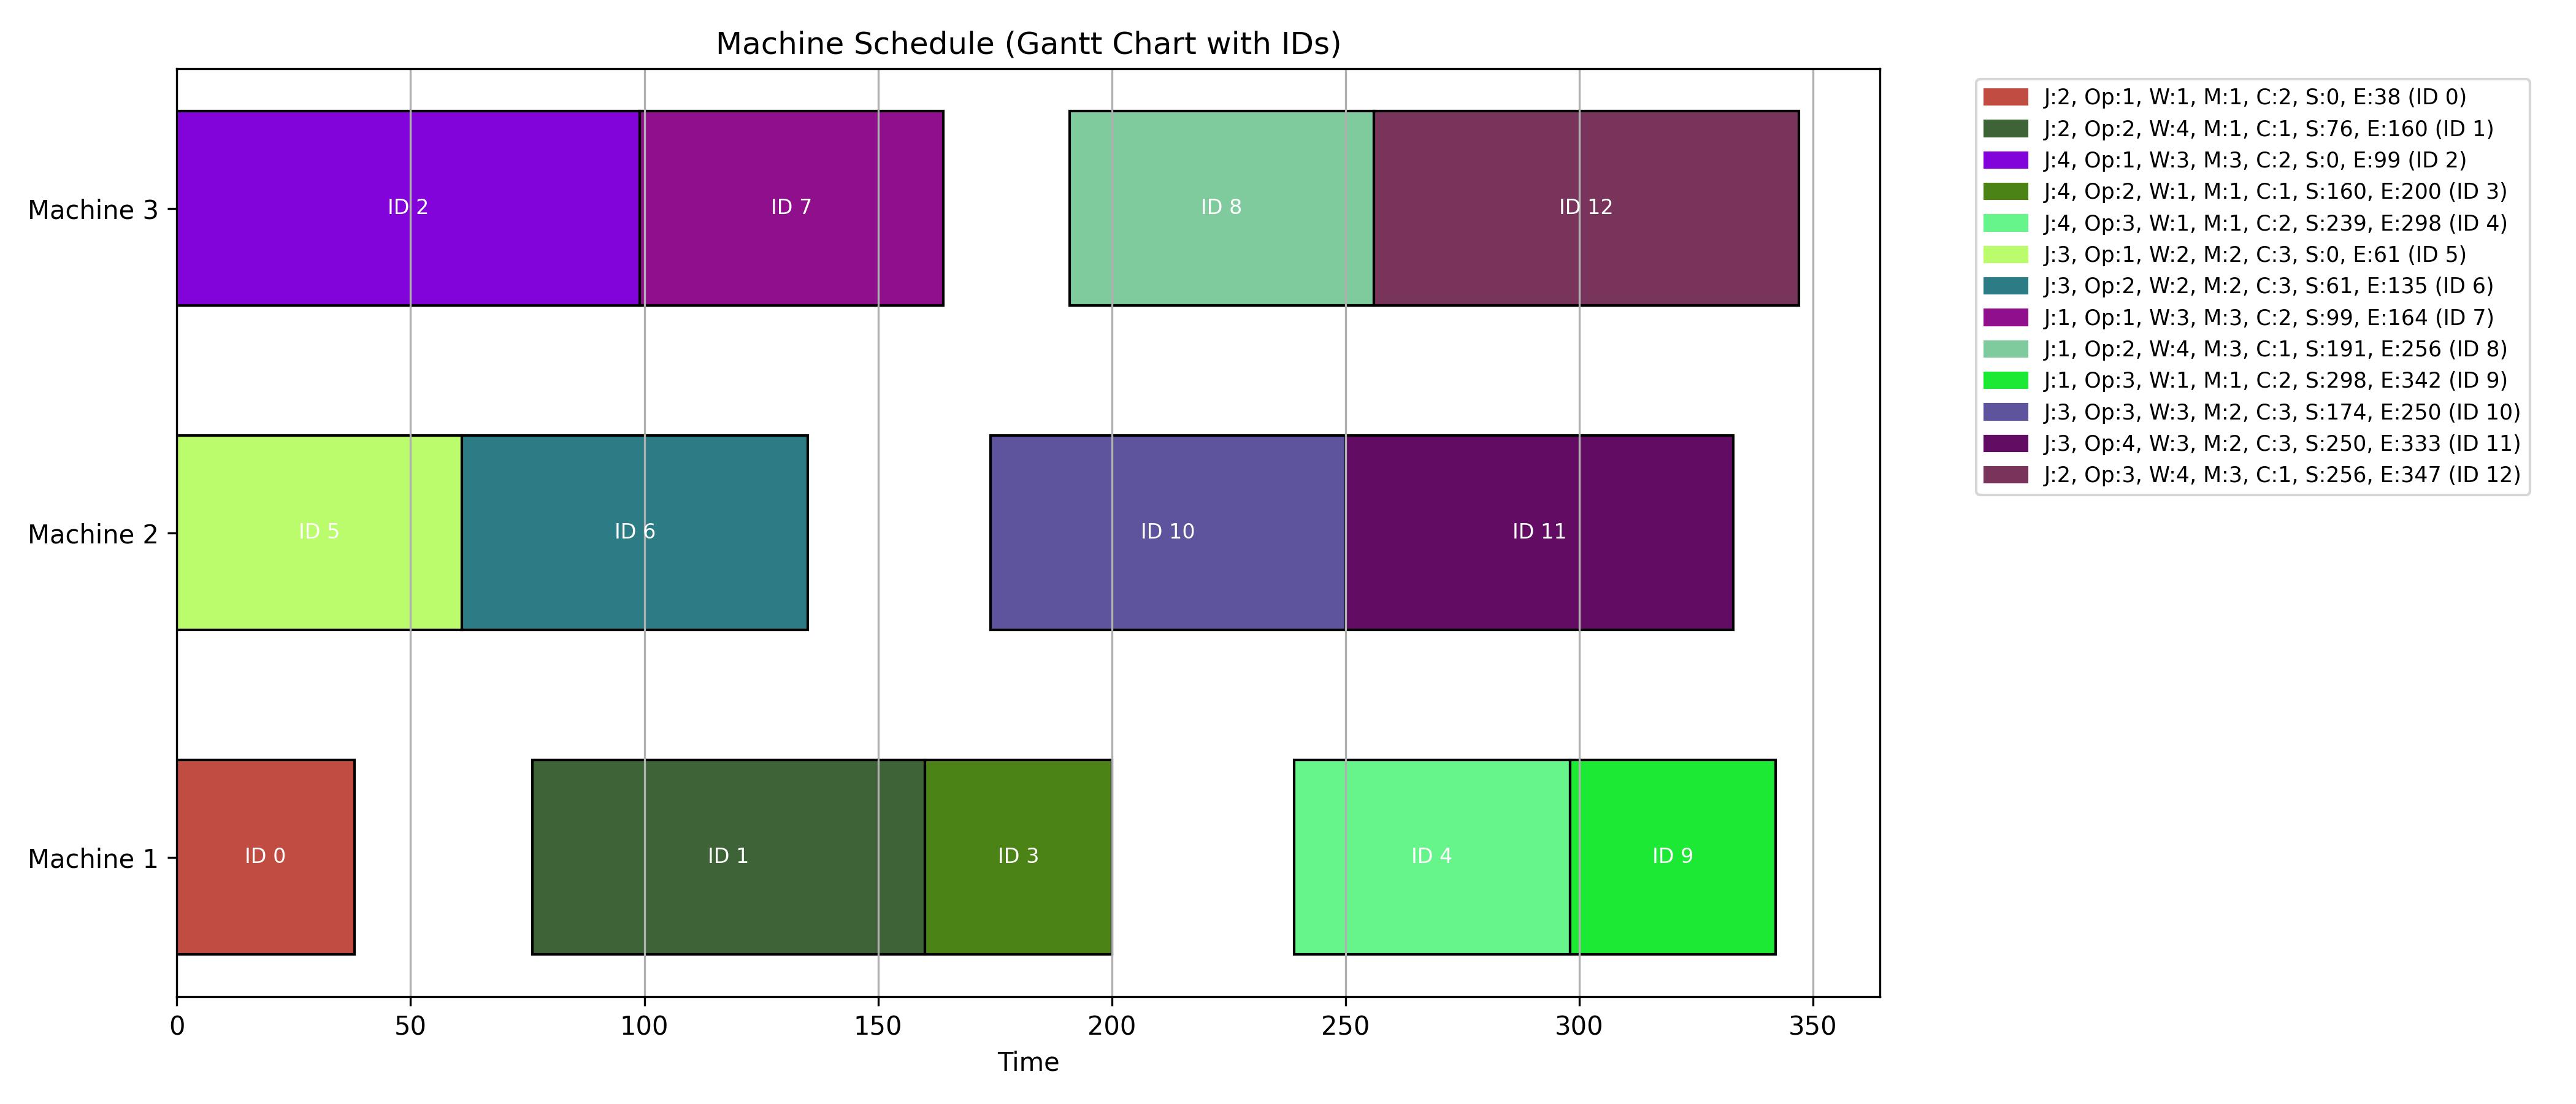 Machine Schedule (Gantt Chart with IDs)
Machine 3
ID 2
ID 7
ID 8
ID 12
Machine 2
ID 5
ID 6
ID 10
ID 11
Machine 1
ID 0
ID 1
ID 3
ID 4
ID 9
0 50 100 150 200 250 300 350
Time
J:2, Op:1, W:1, M:1, C:2, S:0, E:38 (ID 0)
J:2, Op:2, W:4, M:1, C:1, S:76, E:160 (ID 1)
J:4, Op:1, W:3, M:3, C:2, S:0, E:99 (ID 2)
J:4, Op:2, W:1, M:1, C:1, S:160, E:200 (ID 3)
J:4, Op:3, W:1, M:1, C:2, S:239, E:298 (ID 4)
J:3, Op:1, W:2, M:2, C:3, S:0, E:61 (ID 5)
J:3, Op:2, W:2, M:2, C:3, S:61, E:135 (ID 6)
J:1, Op:1, W:3, M:3, C:2, S:99, E:164 (ID 7)
J:1, Op:2, W:4, M:3, C:1, S:191, E:256 (ID 8)
J:1, Op:3, W:1, M:1, C:2, S:298, E:342 (ID 9)
J:3, Op:3, W:3, M:2, C:3, S:174, E:250 (ID 10)
J:3, Op:4, W:3, M:2, C:3, S:250, E:333 (ID 11)
J:2, Op:3, W:4, M:3, C:1, S:256, E:347 (ID 12)